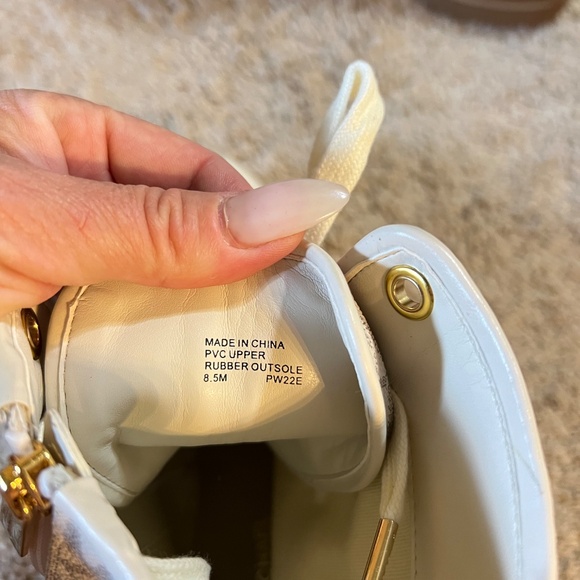 MADE IN CHINA
PVC UPPER
RUBBER OUTSOLE
8.5M PW22E